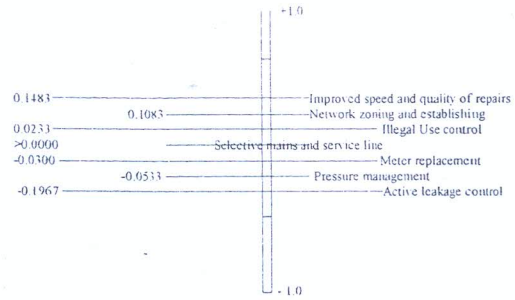 +1.0
0.1483 Improved speed and quality of repairs
0.1083 Network zoning and establishing
0.0233 Illegal Use control
>0.0000 Selective mains and service line
-0.0300 Meter replacement
-0.0533 Pressure management
-0.1967 Active leakage control
- 1.0